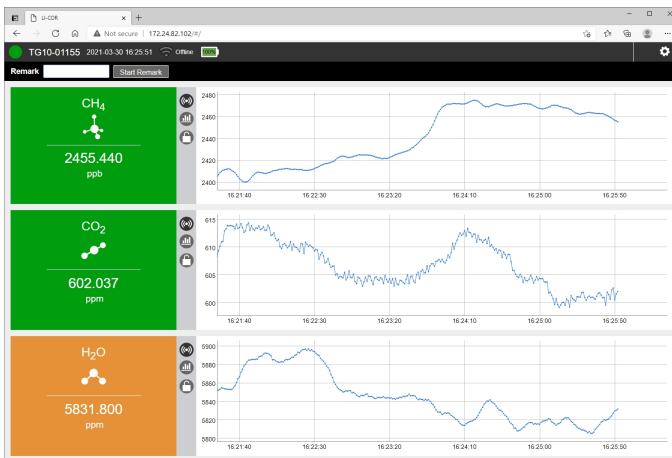 LI-COR
Not secure | 172.24.82.102/#/
TG10-01155 2021-03-30 16:25:51 Offline 100%
Remark Start Remark
CH4
2455.440
ppb
2480
2460
2440
2420
2400
16:21:40 16:22:30 16:23:20 16:24:10 16:25:00 16:25:50
CO2
602.037
ppm
615
610
605
600
16:21:40 16:22:30 16:23:20 16:24:10 16:25:00 16:25:50
H2O
5831.800
ppm
5900
5880
5860
5840
5820
5800
16:21:40 16:22:30 16:23:20 16:24:10 16:25:00 16:25:50